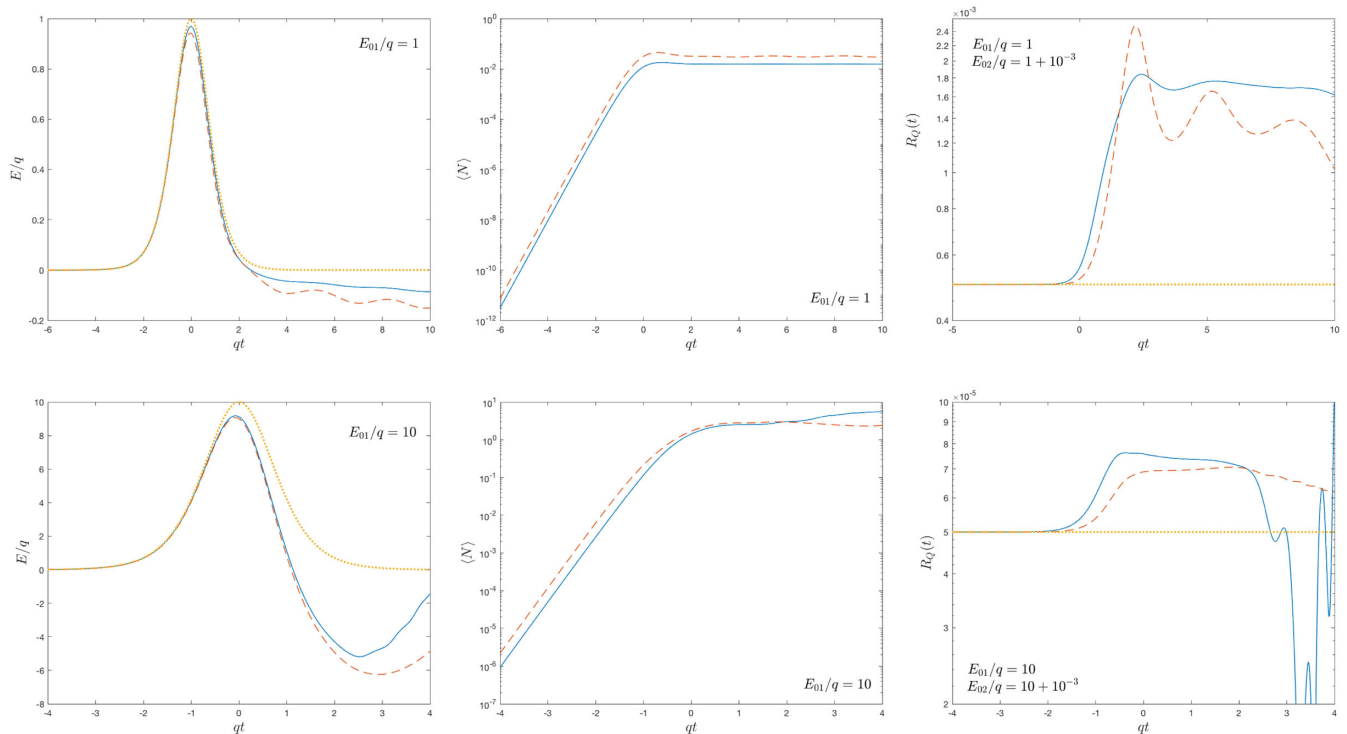 E/q
1
0.8
0.6
0.4
0.2
0
-0.2
E₀₁/q = 1
-6 -4 -2 0 2 4 6 8 10
qt
⟨N⟩
10⁰
10⁻²
10⁻⁴
10⁻⁶
10⁻⁸
10⁻¹⁰
10⁻¹²
E₀₁/q = 1
-6 -4 -2 0 2 4 6 8 10
qt
R_Q(t)
×10⁻³
2.4
2.2
2
1.8
1.6
1.4
1.2
1
0.8
0.6
0.4
E₀₁/q = 1
E₀₂/q = 1 + 10⁻³
-5 0 5 10
qt
E/q
10
8
6
4
2
0
-2
-4
-6
-8
E₀₁/q = 10
-4 -3 -2 -1 0 1 2 3 4
qt
⟨N⟩
10¹
10⁰
10⁻¹
10⁻²
10⁻³
10⁻⁴
10⁻⁵
10⁻⁶
10⁻⁷
E₀₁/q = 10
-4 -3 -2 -1 0 1 2 3 4
qt
R_Q(t)
×10⁻⁵
10
9
8
7
6
5
4
3
2
E₀₁/q = 10
E₀₂/q = 10 + 10⁻³
-4 -3 -2 -1 0 1 2 3 4
qt